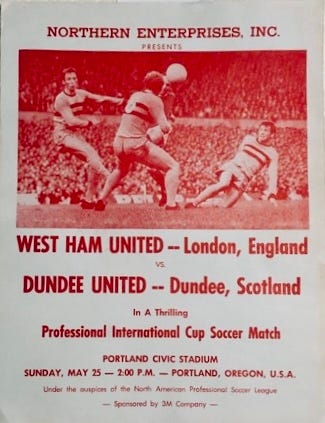 NORTHERN ENTERPRISES, INC.
PRESENTS
WEST HAM UNITED -- London, England
VS.
DUNDEE UNITED -- Dundee, Scotland
In A Thrilling
Professional International Cup Soccer Match
PORTLAND CIVIC STADIUM
SUNDAY, MAY 25 — 2:00 P.M. — PORTLAND, OREGON, U.S.A.
Under the auspices of the North American Professional Soccer League
— Sponsored by 3M Company —